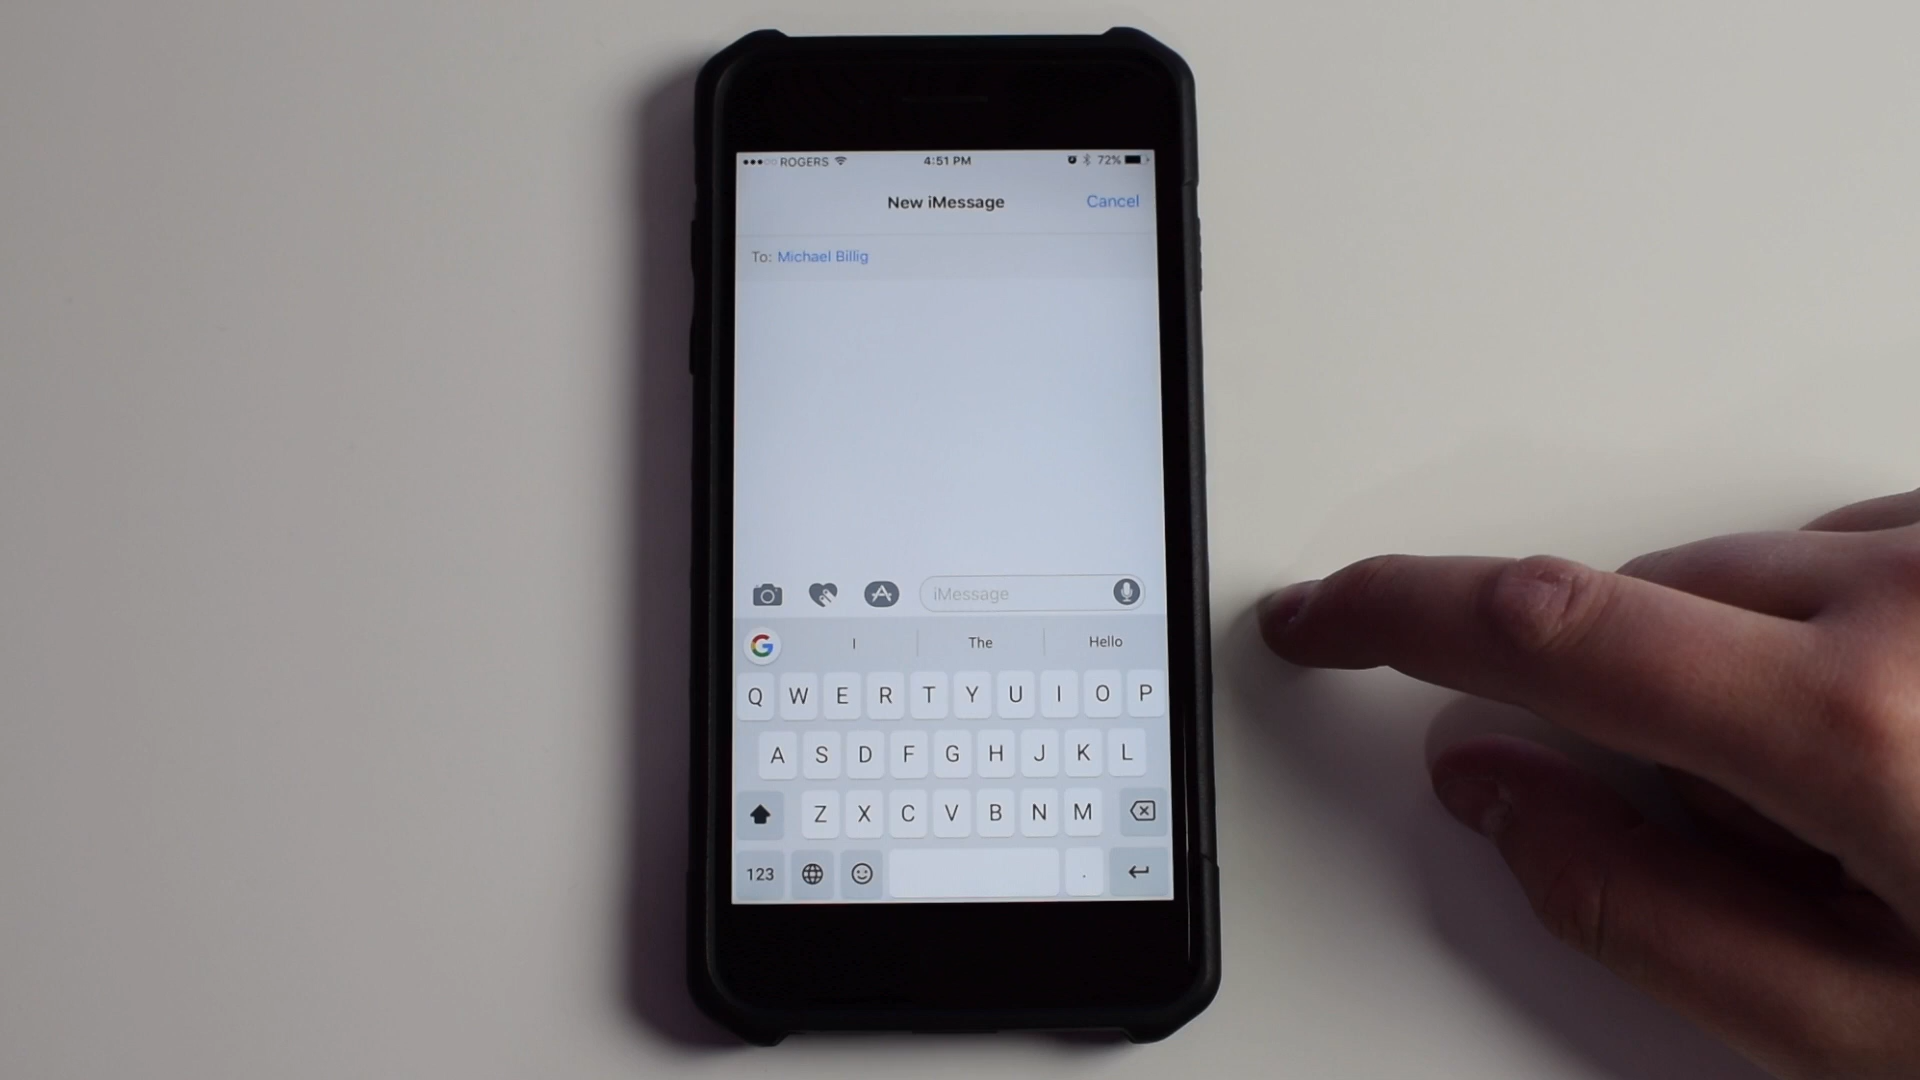 ROGERS 4:51 PM 72%
New iMessage Cancel
To: Michael Billig
iMessage
G I The Hello
Q W E R T Y U I O P
A S D F G H J K L
Z X C V B N M
123 .